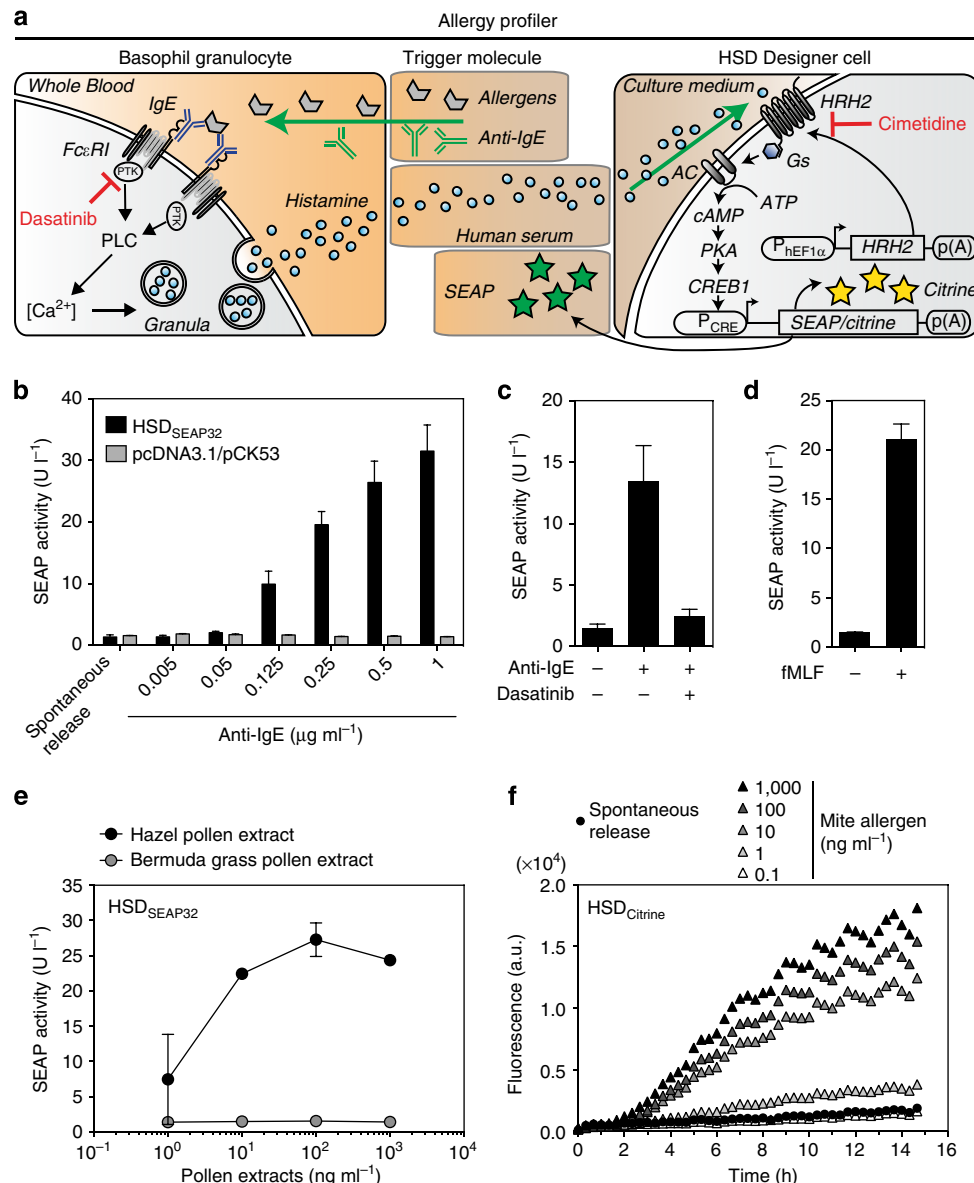 a
Allergy profiler
Basophil granulocyte
Trigger molecule
HSD Designer cell
Whole Blood
IgE
FcεRI
PTK
PTK
Dasatinib
PLC
[Ca²⁺]
Granula
Histamine
Allergens
Anti-IgE
Human serum
SEAP
Culture medium
HRH2
Cimetidine
Gs
AC
ATP
cAMP
PKA
CREB1
P_hEF1α
HRH2
p(A)
Citrine
P_CRE
SEAP/citrine
p(A)
b
SEAP activity (U l⁻¹)
40
30
20
10
0
HSD_SEAP32
pcDNA3.1/pCK53
Spontaneous
release
0.005
0.05
0.125
0.25
0.5
1
Anti-IgE (µg ml⁻¹)
c
SEAP activity (U l⁻¹)
20
15
10
5
0
Anti-IgE – + +
Dasatinib – – +
d
SEAP activity (U l⁻¹)
25
20
15
10
5
0
fMLF – +
e
Hazel pollen extract
Bermuda grass pollen extract
HSD_SEAP32
SEAP activity (U l⁻¹)
35
30
25
20
15
10
5
0
10⁻¹ 10⁰ 10¹ 10² 10³ 10⁴
Pollen extracts (ng ml⁻¹)
f
Spontaneous
release
1,000
100
10
1
0.1
Mite allergen
(ng ml⁻¹)
(×10⁴)
HSD_Citrine
Fluorescence (a.u.)
2.0
1.5
1.0
0.5
0.0
0 2 4 6 8 10 12 14 16
Time (h)